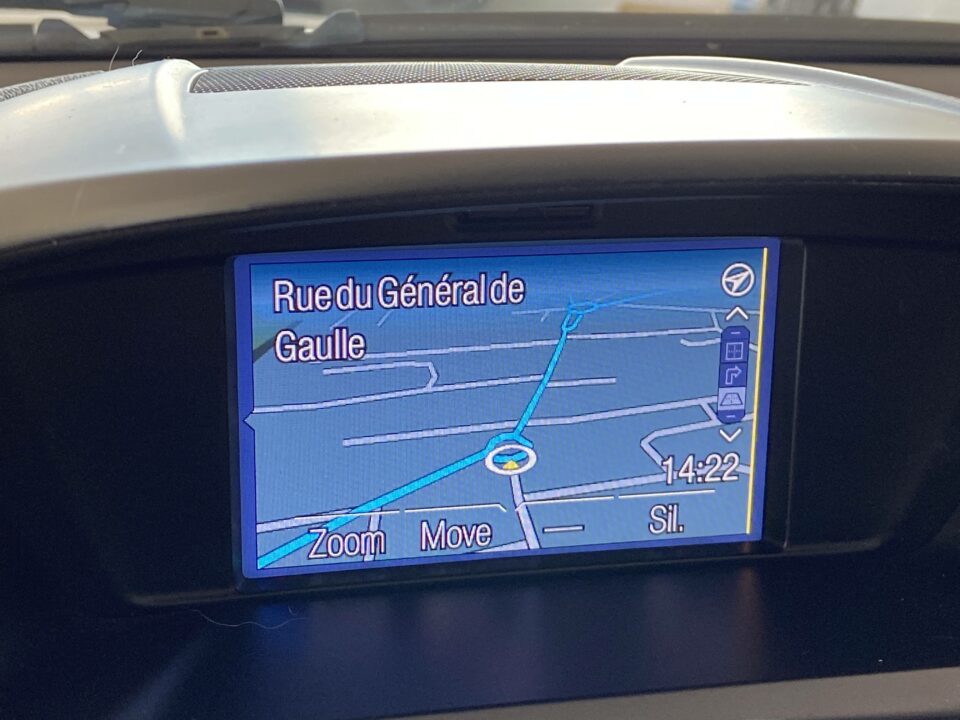 Rue du Général de
Gaulle
14:22
Zoom Move Sil.